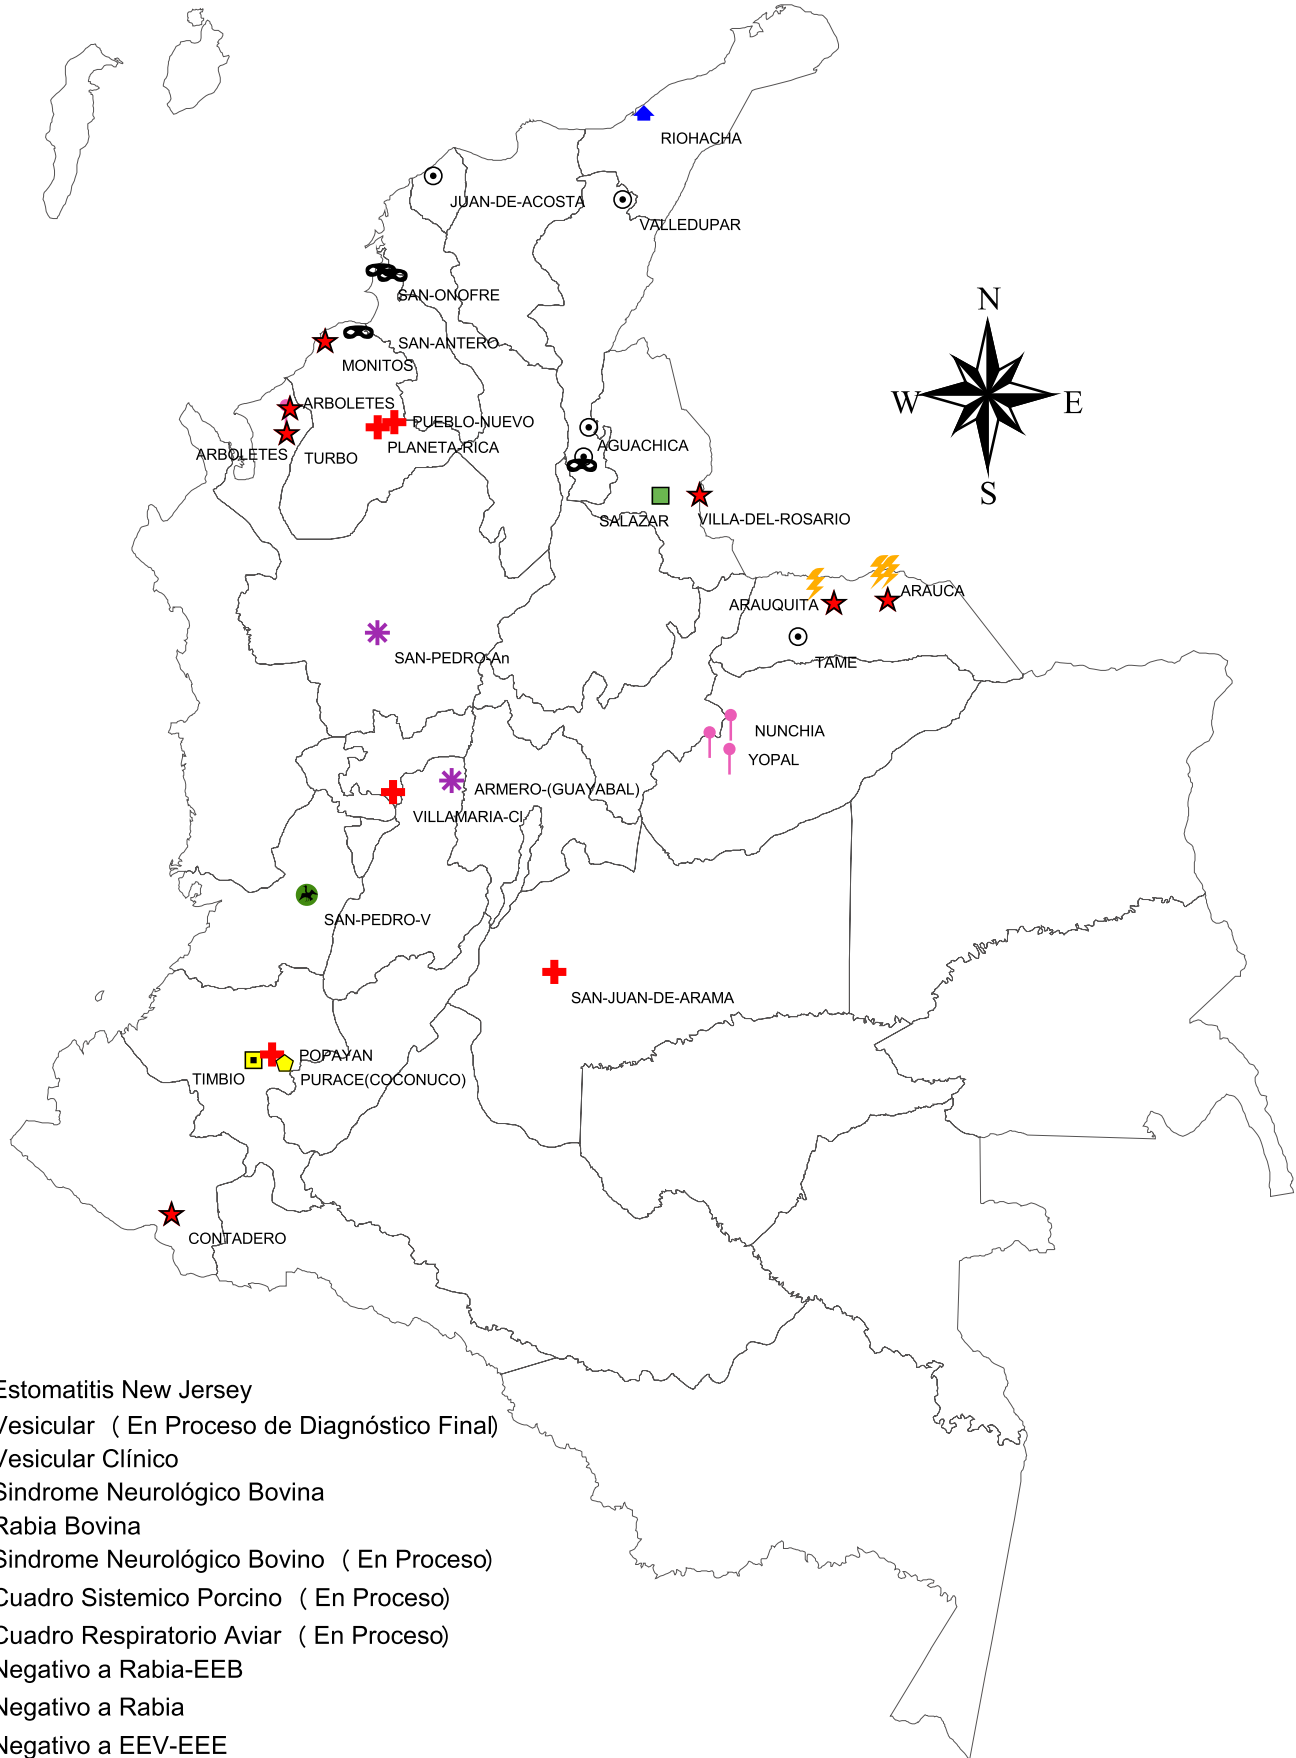 RIOHACHA
JUAN-DE-ACOSTA
VALLEDUPAR
SAN-ONOFRE
N
SAN-ANTERO
MONITOS
W
E
ARBOLETES
PUEBLO-NUEVO
PLANETA-RICA
AGUACHICA
ARBOLETES
TURBO
S
SALAZAR
VILLA-DEL-ROSARIO
ARAUCA
ARAUQUITA
SAN-PEDRO-An
TAME
NUNCHIA
YOPAL
ARMERO-(GUAYABAL)
VILLAMARIA-Cl
SAN-PEDRO-V
SAN-JUAN-DE-ARAMA
POPAYAN
TIMBIO
PURACE(COCONUCO)
CONTADERO
Estomatitis New Jersey
Vesicular ( En Proceso de Diagnóstico Final)
Vesicular Clínico
Sindrome Neurológico Bovina
Rabia Bovina
Sindrome Neurológico Bovino ( En Proceso)
Cuadro Sistemico Porcino ( En Proceso)
Cuadro Respiratorio Aviar ( En Proceso)
Negativo a Rabia-EEB
Negativo a Rabia
Negativo a EEV-EEE